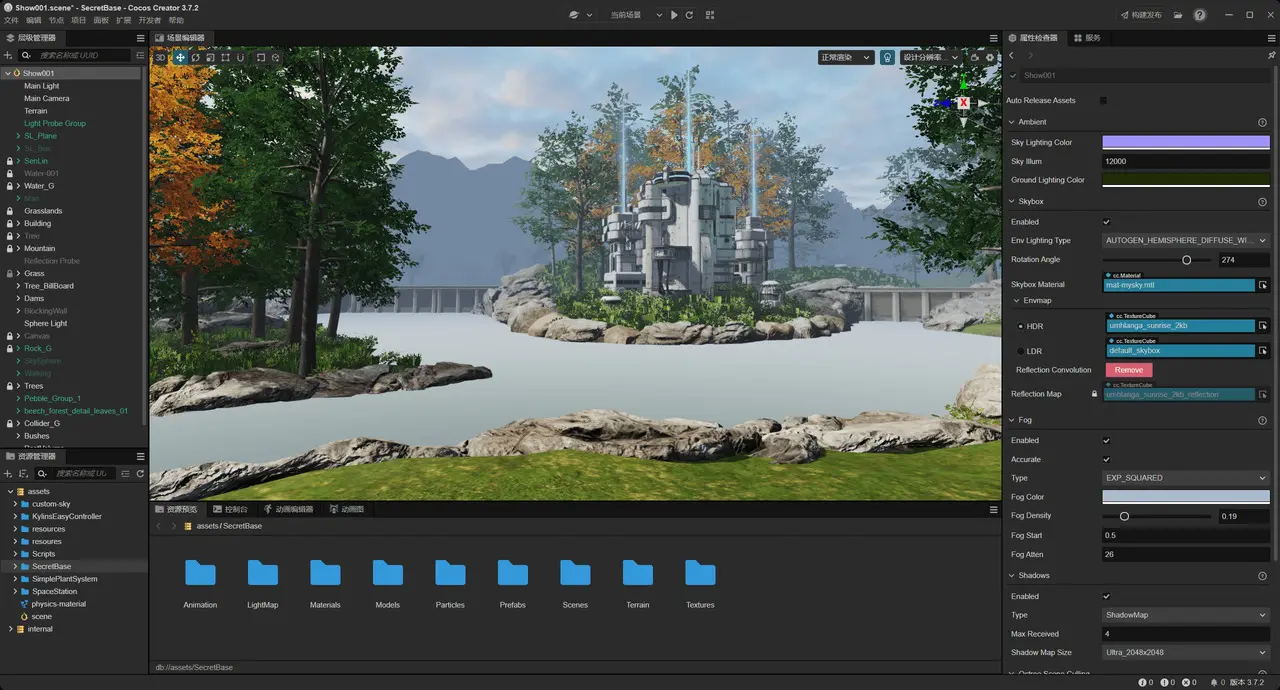 Show001.scene* - SecretBase - Cocos Creator 3.7.2
文件 编辑 节点 项目 面板 扩展 开发者 帮助
当前场景
构建发布
层级管理器
搜索名称或 UUID
Show001
Main Light
Main Camera
Terrain
Light Probe Group
SL_Plane
SL_Box
SenLin
Water-001
Water_G
Grasslands
Building
Tree
Mountain
Reflection Probe
Grass
Tree_BillBoard
Dams
BlockingWall
Sphere Light
Canvas
Rock_G
SkySphere
Walking
Trees
Pebble_Group_1
beech_forest_detail_leaves_01
Collider_G
Bushes
资源管理器
搜索名称或 UU
assets
custom-sky
KylinsEasyController
resources
resoures
Scripts
SecretBase
SimplePlantSystem
SpaceStation
physics-material
scene
internal
场景编辑器
3D
正常渲染
设计分辨率...
X
资源预览 控制台 动画编辑器 动画图
assets / SecretBase
Animation LightMap Materials Models Particles Prefabs Scenes Terrain Textures
db://assets/SecretBase
属性检查器 服务
Show001
Auto Release Assets
Ambient
Sky Lighting Color
Sky Illum 12000
Ground Lighting Color
Skybox
Enabled
Env Lighting Type AUTOGEN_HEMISPHERE_DIFFUSE_WI...
Rotation Angle 274
cc.Material
Skybox Material mat-mysky.mtl
Envmap
cc.TextureCube
HDR umhlanga_sunrise_2kb
cc.TextureCube
LDR default_skybox
Reflection Convolution Remove
cc.TextureCube
Reflection Map umhlanga_sunrise_2kb_reflection
Fog
Enabled
Accurate
Type EXP_SQUARED
Fog Color
Fog Density 0.19
Fog Start 0.5
Fog Atten 26
Shadows
Enabled
Type ShadowMap
Max Received 4
Shadow Map Size Ultra_2048x2048
Octree Scene Culling
0 0 0 0 版本 3.7.2